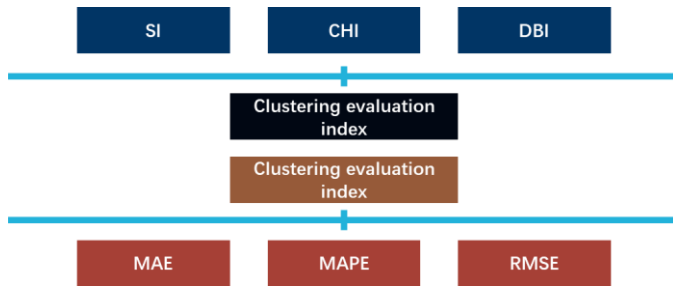 SI
CHI
DBI
Clustering evaluation
index
Clustering evaluation
index
MAE
MAPE
RMSE